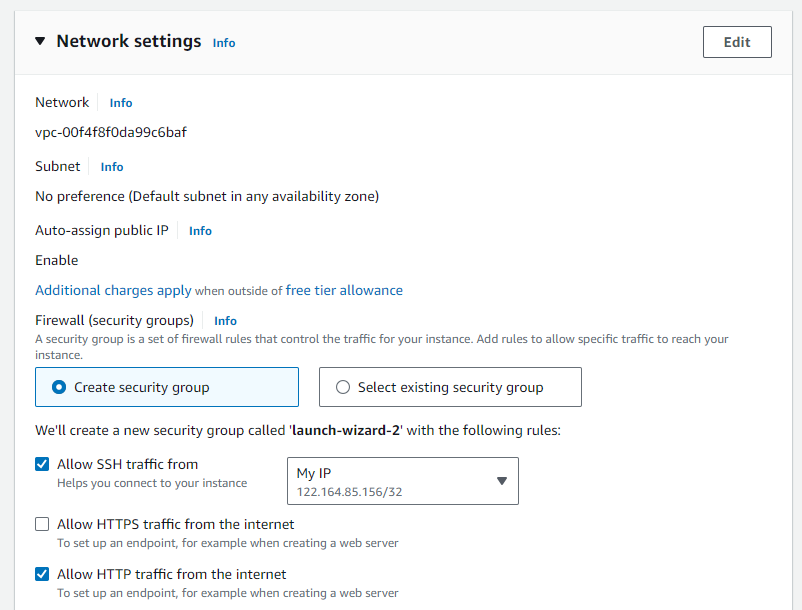 Network settings Info
Edit
Network Info
vpc-00f4f8f0da99c6baf
Subnet Info
No preference (Default subnet in any availability zone)
Auto-assign public IP Info
Enable
Additional charges apply when outside of free tier allowance
Firewall (security groups) Info
A security group is a set of firewall rules that control the traffic for your instance. Add rules to allow specific traffic to reach your
instance.
Create security group
Select existing security group
We'll create a new security group called 'launch-wizard-2' with the following rules:
Allow SSH traffic from
Helps you connect to your instance
My IP
122.164.85.156/32
Allow HTTPS traffic from the internet
To set up an endpoint, for example when creating a web server
Allow HTTP traffic from the internet
To set up an endpoint, for example when creating a web server